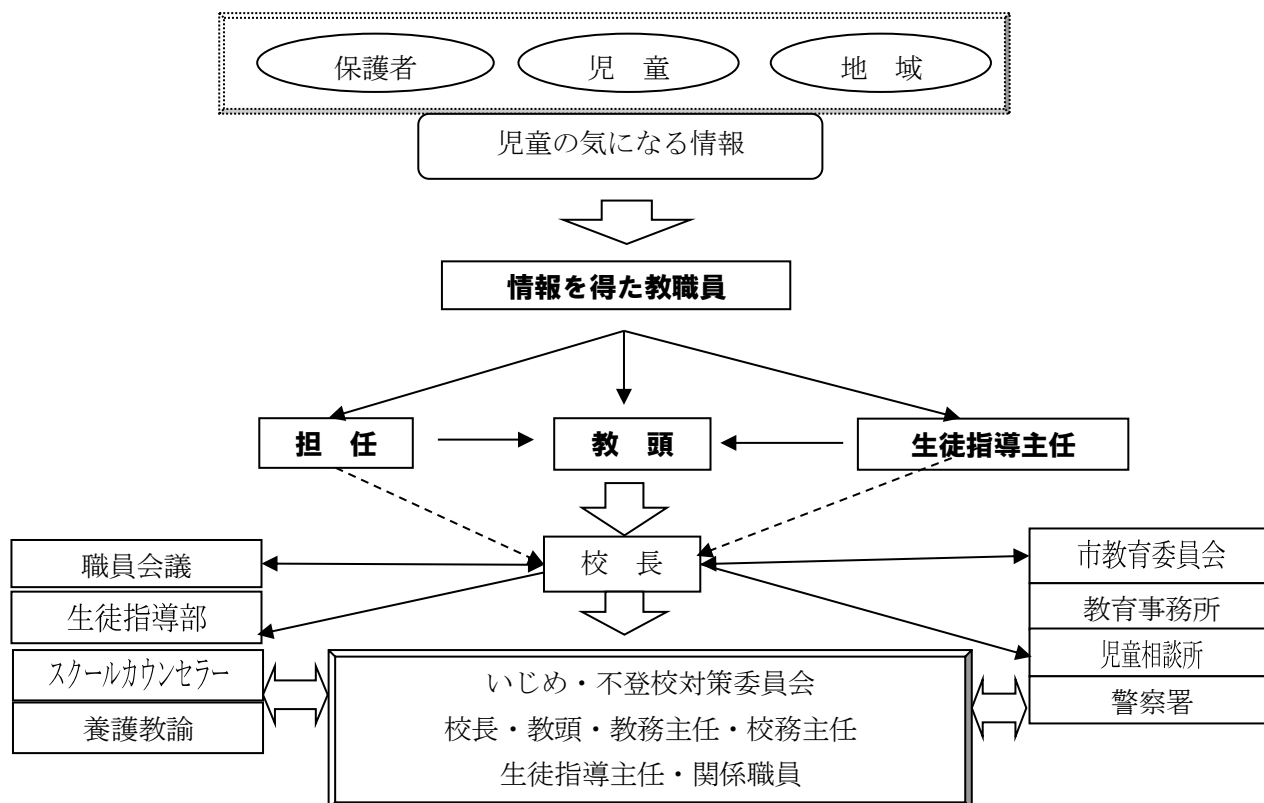 保護者
児　童
地　域
児童の気になる情報
情報を得た教職員
担　任
教　頭
生徒指導主任
校　長
職員会議
生徒指導部
スクールカウンセラー
養護教諭
市教育委員会
教育事務所
児童相談所
警察署
いじめ・不登校対策委員会
校長・教頭・教務主任・校務主任
生徒指導主任・関係職員